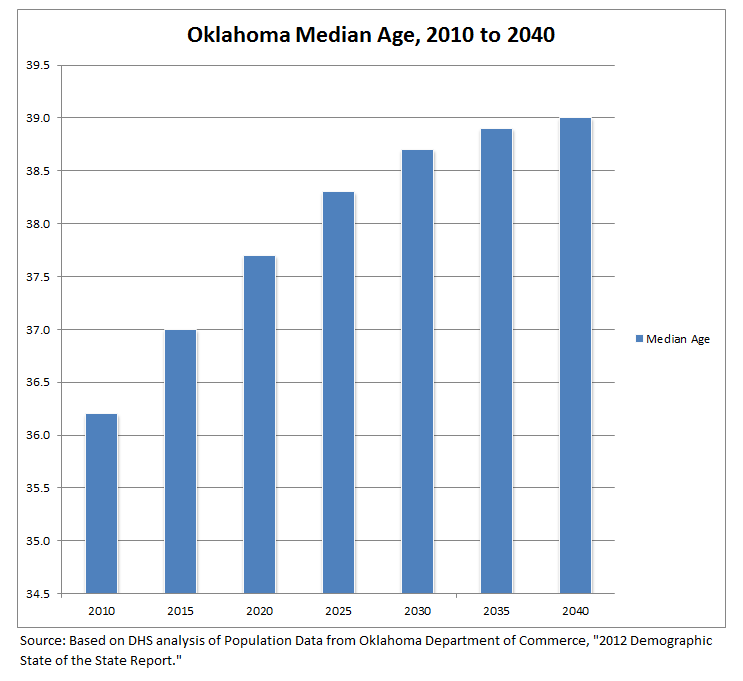 Oklahoma Median Age, 2010 to 2040
39.5
39.0
38.5
38.0
37.5
37.0
36.5
36.0
35.5
35.0
34.5
2010 2015 2020 2025 2030 2035 2040
Median Age
Source: Based on DHS analysis of Population Data from Oklahoma Department of Commerce, "2012 Demographic
State of the State Report."